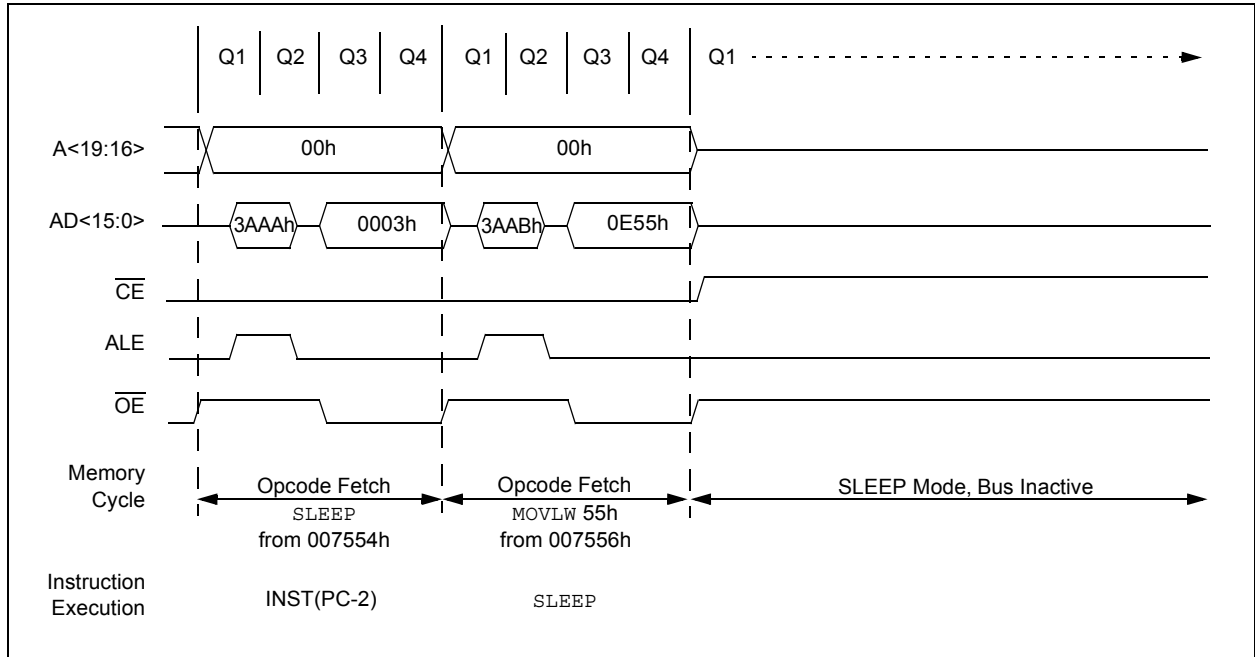 Q1 Q2 Q3 Q4 Q1 Q2 Q3 Q4 Q1
A<19:16> 00h 00h
AD<15:0> 3AAAh 0003h 3AABh 0E55h
CE
ALE
OE
Memory
Cycle
Opcode Fetch
SLEEP
from 007554h
Opcode Fetch
MOVLW 55h
from 007556h
SLEEP Mode, Bus Inactive
Instruction
Execution
INST(PC-2)
SLEEP